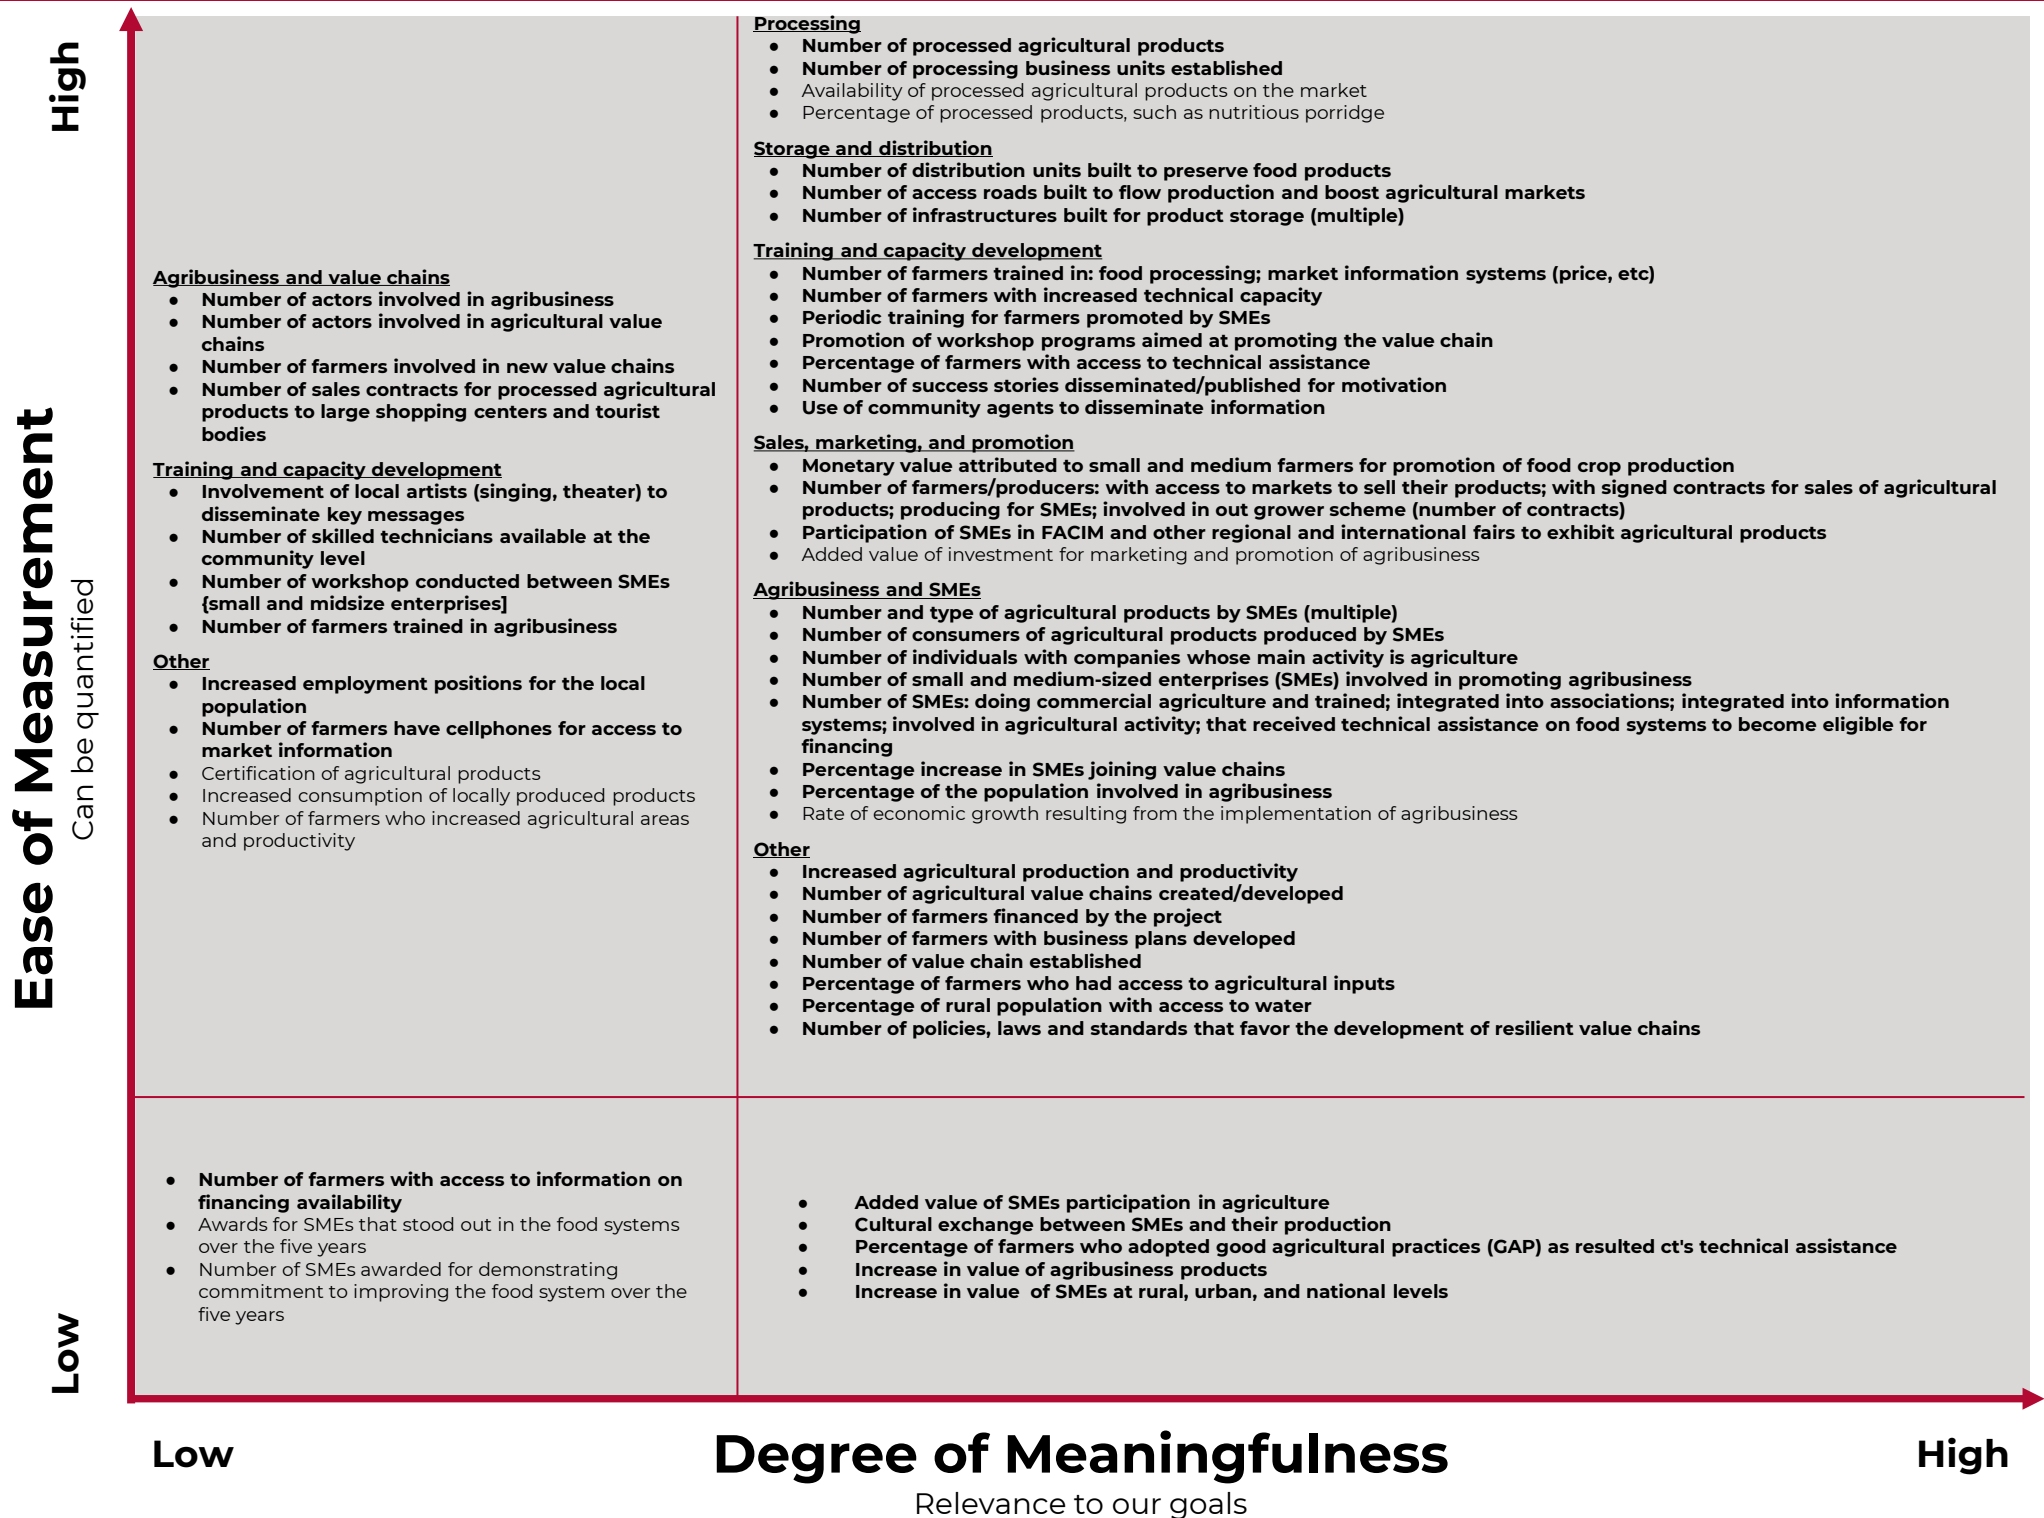 High
Ease of Measurement
Can be quantified
Low
Agribusiness and value chains
● Number of actors involved in agribusiness
● Number of actors involved in agricultural value
chains
● Number of farmers involved in new value chains
● Number of sales contracts for processed agricultural
products to large shopping centers and tourist
bodies
Training and capacity development
● Involvement of local artists (singing, theater) to
disseminate key messages
● Number of skilled technicians available at the
community level
● Number of workshop conducted between SMEs
{small and midsize enterprises]
● Number of farmers trained in agribusiness
Other
● Increased employment positions for the local
population
● Number of farmers have cellphones for access to
market information
● Certification of agricultural products
● Increased consumption of locally produced products
● Number of farmers who increased agricultural areas
and productivity
Processing
● Number of processed agricultural products
● Number of processing business units established
● Availability of processed agricultural products on the market
● Percentage of processed products, such as nutritious porridge
Storage and distribution
● Number of distribution units built to preserve food products
● Number of access roads built to flow production and boost agricultural markets
● Number of infrastructures built for product storage (multiple)
Training and capacity development
● Number of farmers trained in: food processing; market information systems (price, etc)
● Number of farmers with increased technical capacity
● Periodic training for farmers promoted by SMEs
● Promotion of workshop programs aimed at promoting the value chain
● Percentage of farmers with access to technical assistance
● Number of success stories disseminated/published for motivation
● Use of community agents to disseminate information
Sales, marketing, and promotion
● Monetary value attributed to small and medium farmers for promotion of food crop production
● Number of farmers/producers: with access to markets to sell their products; with signed contracts for sales of agricultural
products; producing for SMEs; involved in out grower scheme (number of contracts)
● Participation of SMEs in FACIM and other regional and international fairs to exhibit agricultural products
● Added value of investment for marketing and promotion of agribusiness
Agribusiness and SMEs
● Number and type of agricultural products by SMEs (multiple)
● Number of consumers of agricultural products produced by SMEs
● Number of individuals with companies whose main activity is agriculture
● Number of small and medium-sized enterprises (SMEs) involved in promoting agribusiness
● Number of SMEs: doing commercial agriculture and trained; integrated into associations; integrated into information
systems; involved in agricultural activity; that received technical assistance on food systems to become eligible for
financing
● Percentage increase in SMEs joining value chains
● Percentage of the population involved in agribusiness
● Rate of economic growth resulting from the implementation of agribusiness
Other
● Increased agricultural production and productivity
● Number of agricultural value chains created/developed
● Number of farmers financed by the project
● Number of farmers with business plans developed
● Number of value chain established
● Percentage of farmers who had access to agricultural inputs
● Percentage of rural population with access to water
● Number of policies, laws and standards that favor the development of resilient value chains
● Number of farmers with access to information on
financing availability
● Awards for SMEs that stood out in the food systems
over the five years
● Number of SMEs awarded for demonstrating
commitment to improving the food system over the
five years
● Added value of SMEs participation in agriculture
● Cultural exchange between SMEs and their production
● Percentage of farmers who adopted good agricultural practices (GAP) as resulted ct's technical assistance
● Increase in value of agribusiness products
● Increase in value of SMEs at rural, urban, and national levels
Low
Degree of Meaningfulness
High
Relevance to our goals